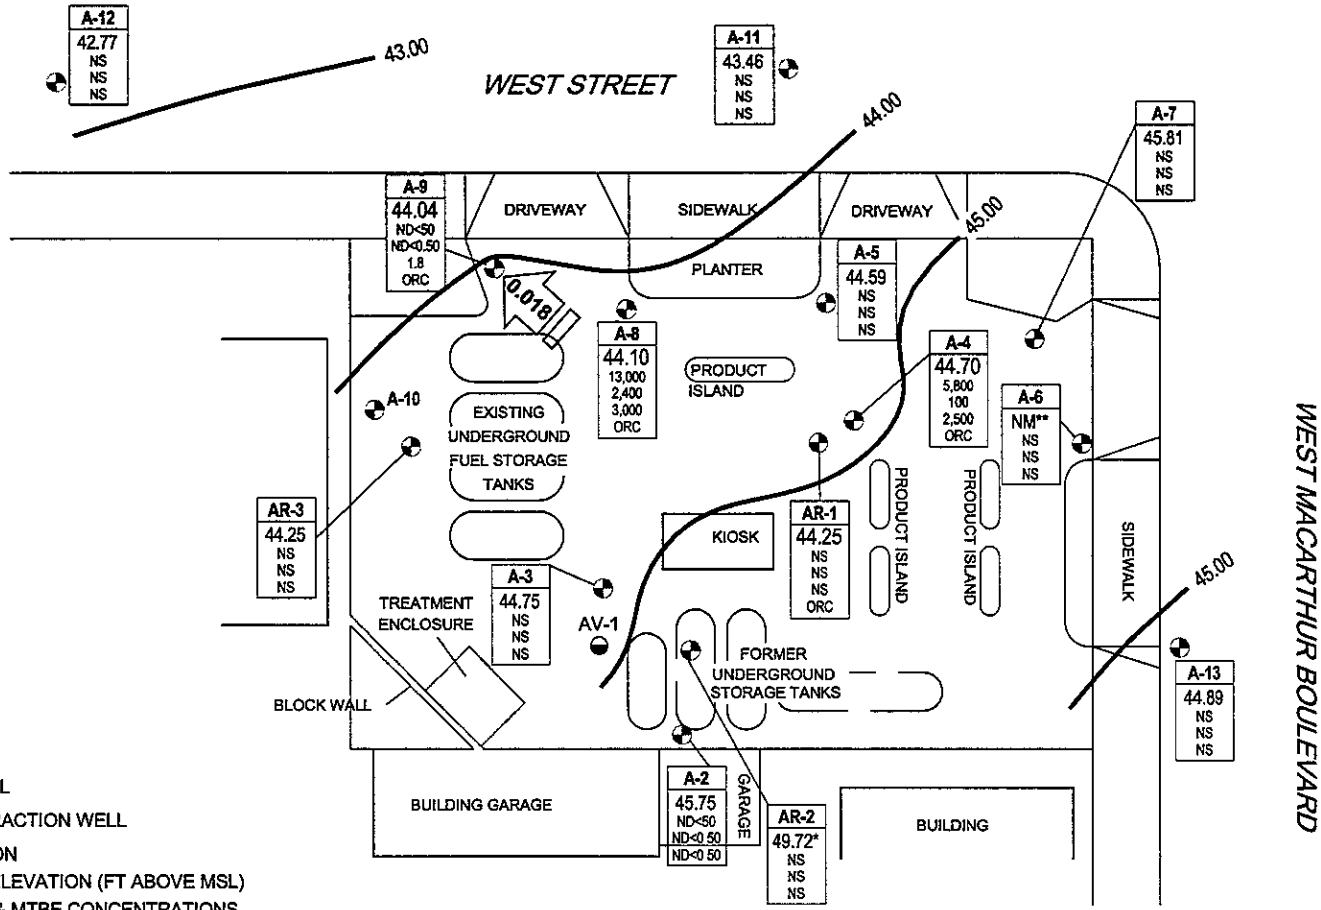 A-12
42.77
NS
NS
NS
43.00
WEST STREET
A-11
43.46
NS
NS
NS
44.00
A-7
45.81
NS
NS
NS
A-9
44.04
ND<50
ND<0.50
1.8
ORC
DRIVEWAY
SIDEWALK
DRIVEWAY
45.00
PLANTER
A-5
44.59
NS
NS
NS
0.018
A-8
44.10
13,000
2,400
3,000
ORC
PRODUCT
ISLAND
A-4
44.70
5,800
100
2,500
ORC
A-6
NM**
NS
NS
NS
A-10
EXISTING
UNDERGROUND
FUEL STORAGE
TANKS
AR-3
44.25
NS
NS
NS
KIOSK
AR-1
44.25
NS
NS
NS
ORC
PRODUCT ISLAND
PRODUCT ISLAND
SIDEWALK
WEST MACARTHUR BOULEVARD
45.00
A-3
44.75
NS
NS
NS
TREATMENT
ENCLOSURE
AV-1
FORMER
UNDERGROUND
STORAGE TANKS
BLOCK WALL
A-13
44.89
NS
NS
NS
BUILDING GARAGE
A-2
45.75
ND<50
ND<0 50
ND<0 50
GARAGE
AR-2
49.72*
NS
NS
NS
BUILDING
L
RACTION WELL
ON
ELEVATION (FT ABOVE MSL)
& MTBE CONCENTRATIONS